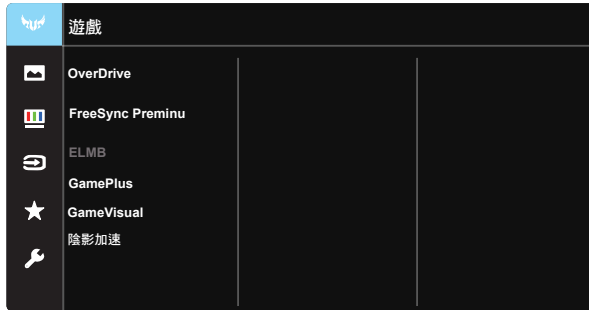 遊戲
OverDrive
FreeSync Preminu
ELMB
GamePlus
GameVisual
陰影加速